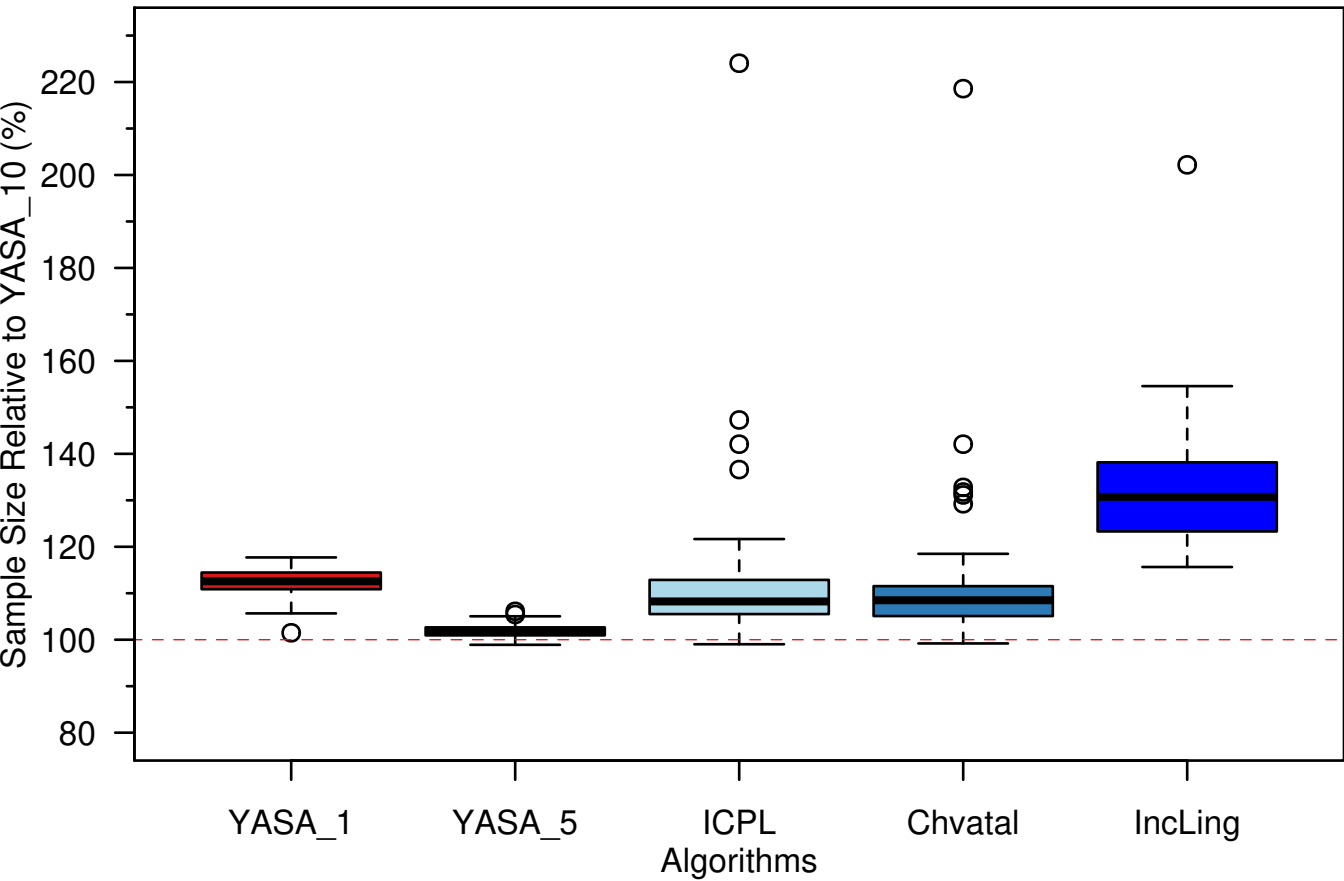 Sample Size Relative to YASA_10 (%)
220
200
180
160
140
120
100
80
YASA_1 YASA_5 ICPL Chvatal IncLing
Algorithms